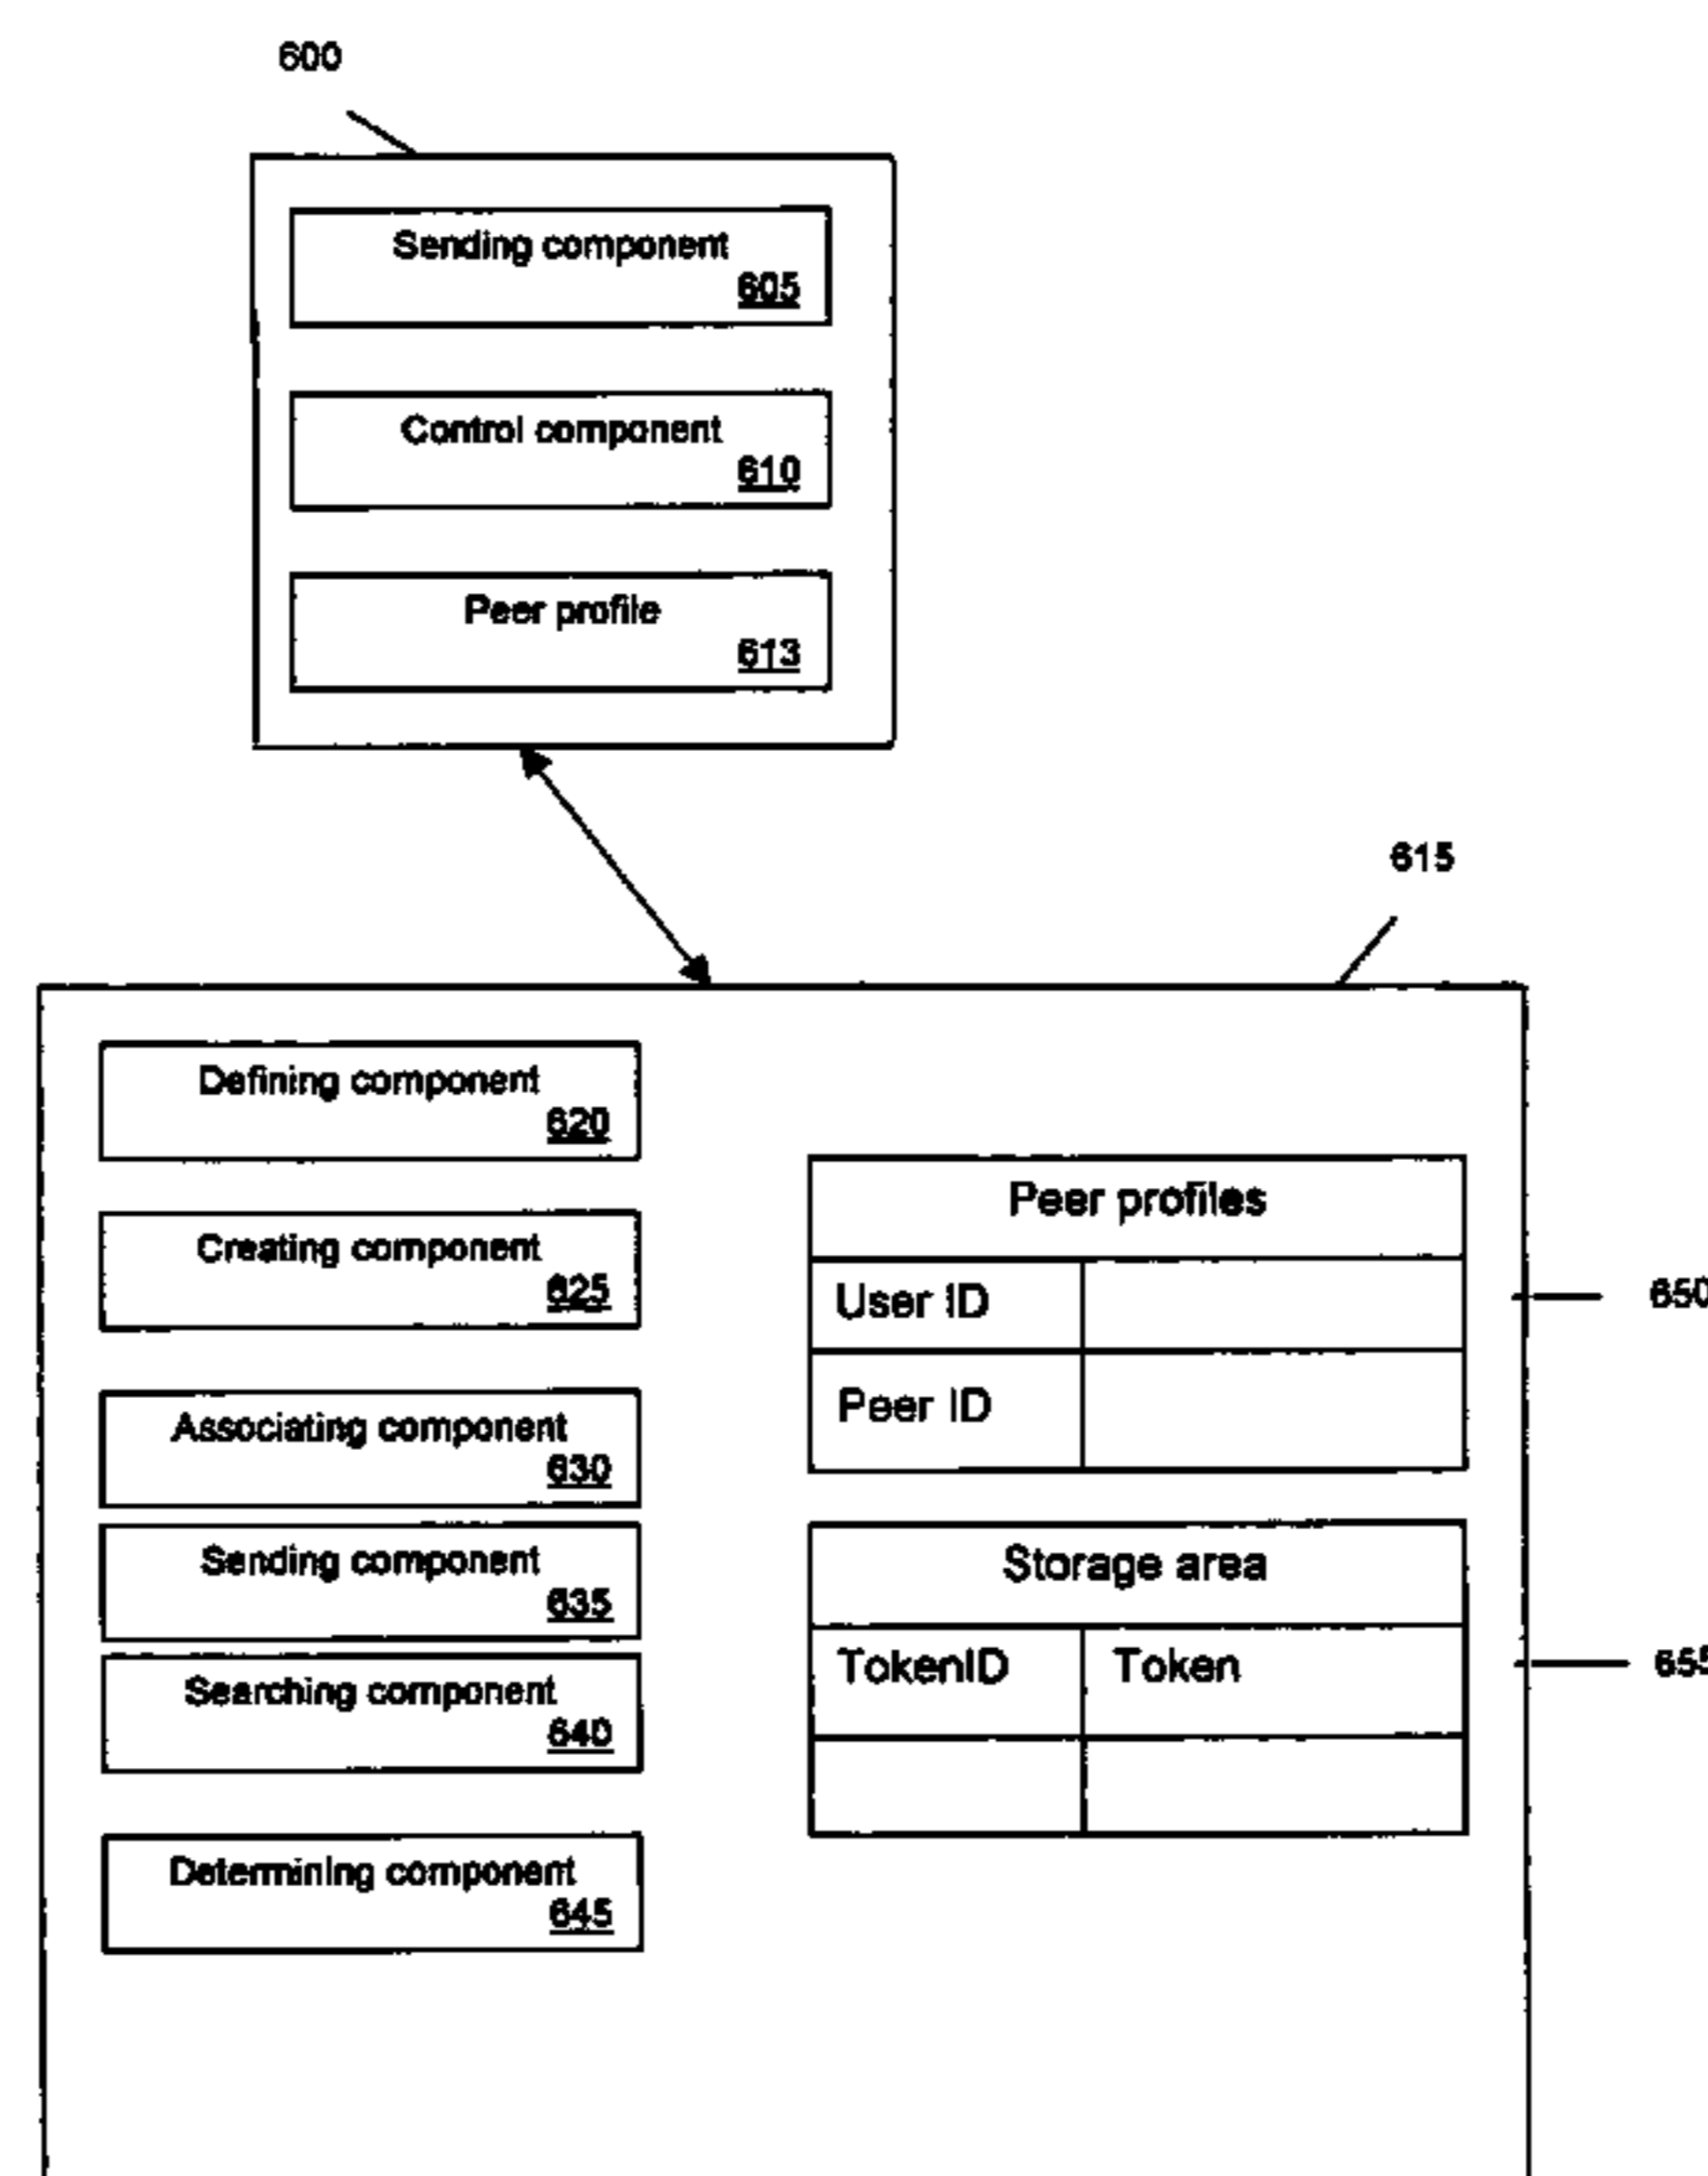 600
Sending component
605
Control component
610
Peer profile
613
615
Defining component
620
Creating component
625
Associating component
630
Sending component
635
Searching component
640
Determining component
645
Peer profiles
User ID
Peer ID
650
Storage area
TokenID Token
655